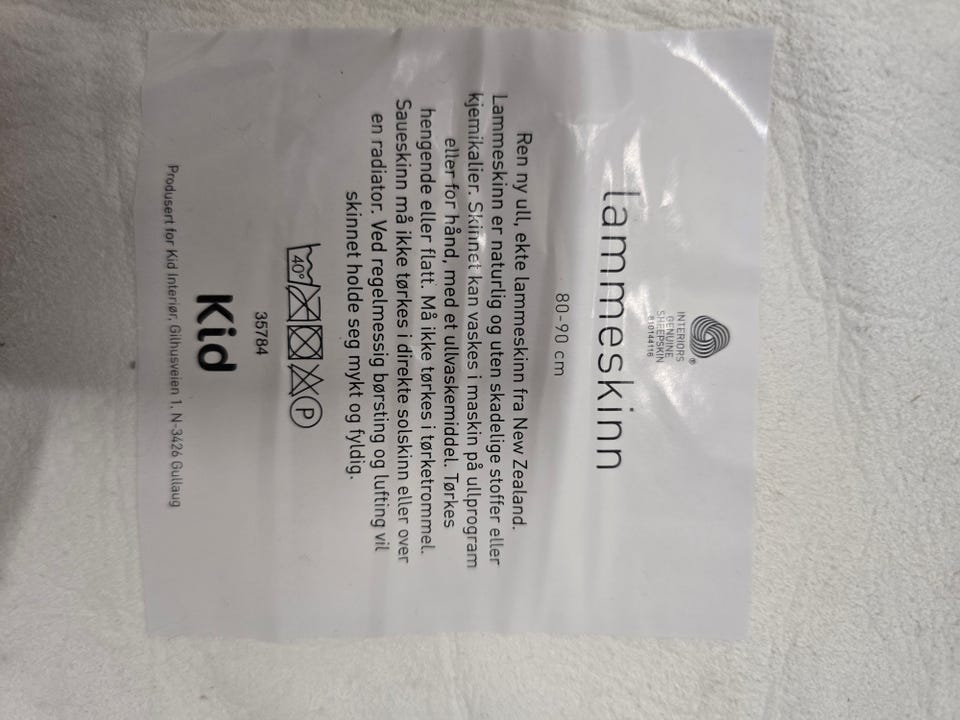 INTERIORS
GENUINE
SHEEPSKIN
810144116
lammeskinn
80-90 cm
Ren ny ull, ekte lammeskinn fra New Zealand.
Lammeskinn er naturlig og uten skadelige stoffer eller
kjemikalier. Skinnet kan vaskes i maskin på ullprogram
eller for hånd, med et ullvaskemiddel. Tørkes
hengende eller flatt. Må ikke tørkes i tørketrommel.
Saueskinn må ikke tørkes i direkte solskinn eller over
en radiator. Ved regelmessig børsting og lufting vil
skinnet holde seg mykt og fyldig.
40° P
35784
Kid
Produsert for Kid Interiør, Gilhusveien 1, N-3426 Gullaug